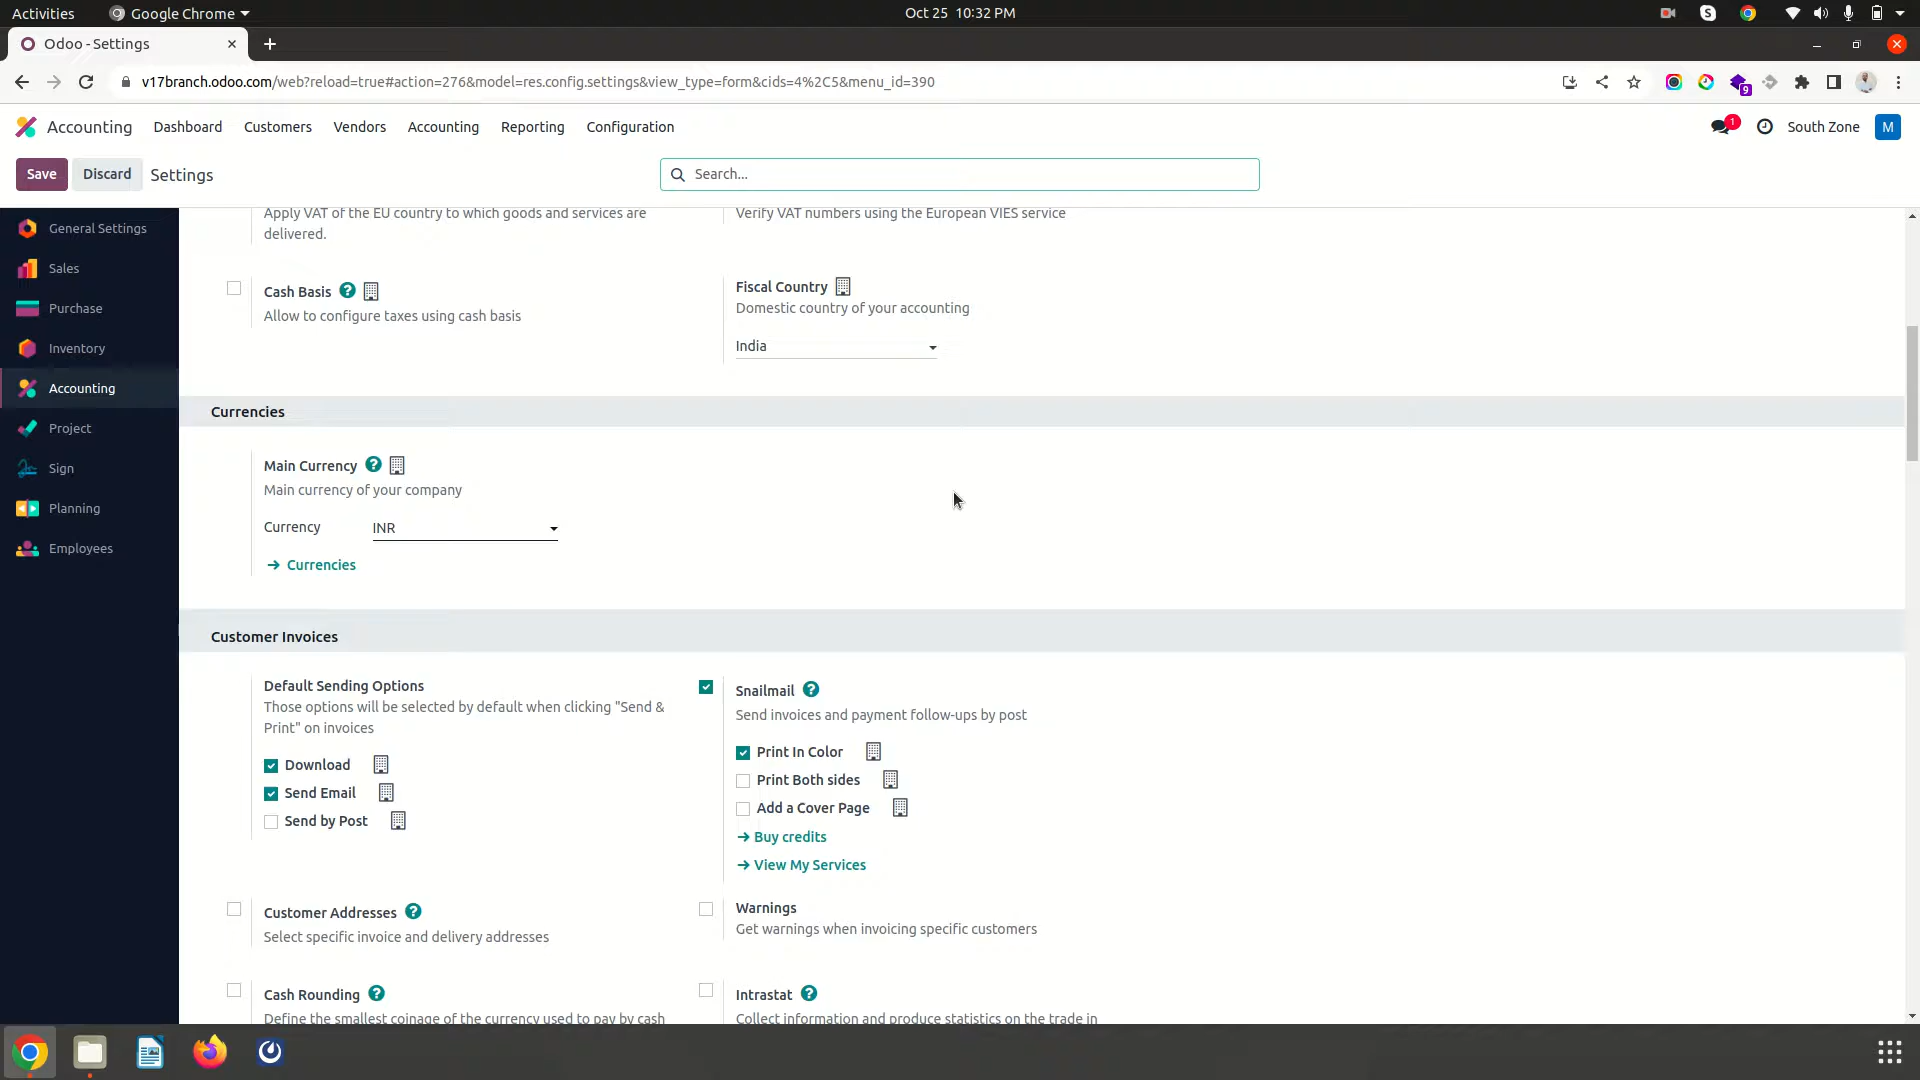 Activities
Google Chrome
Oct 25 10:32 PM
Odoo - Settings
v17branch.odoo.com/web?reload=true#action=276&model=res.config.settings&view_type=form&cids=4%2C5&menu_id=390
9
Accounting
Dashboard
Customers
Vendors
Accounting
Reporting
Configuration
1
South Zone
M
Save
Discard
Settings
Search...
General Settings
Sales
Purchase
Inventory
Accounting
Project
Sign
Planning
Employees
Apply VAT of the EU country to which goods and services are
delivered.
Verify VAT numbers using the European VIES service
Cash Basis ?
Allow to configure taxes using cash basis
Fiscal Country
Domestic country of your accounting
India
Currencies
Main Currency ?
Main currency of your company
Currency
INR
Currencies
Customer Invoices
Default Sending Options
Those options will be selected by default when clicking "Send &
Print" on invoices
Download
Send Email
Send by Post
Snailmail ?
Send invoices and payment follow-ups by post
Print In Color
Print Both sides
Add a Cover Page
Buy credits
View My Services
Customer Addresses ?
Select specific invoice and delivery addresses
Warnings
Get warnings when invoicing specific customers
Cash Rounding ?
Define the smallest coinage of the currency used to pay by cash
Intrastat ?
Collect information and produce statistics on the trade in